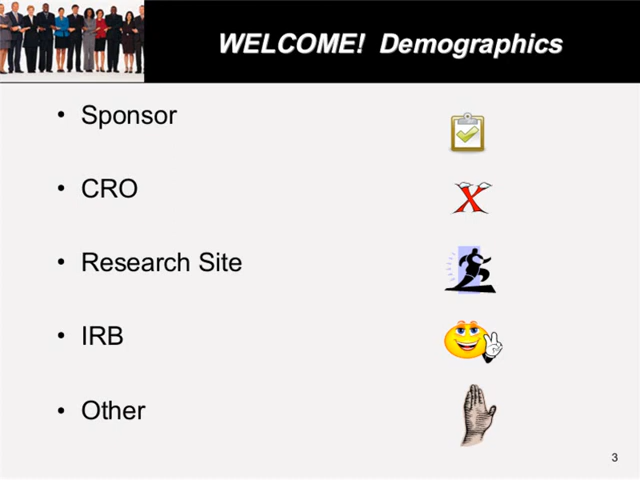 WELCOME! Demographics
• Sponsor
• CRO
• Research Site
• IRB
• Other
3